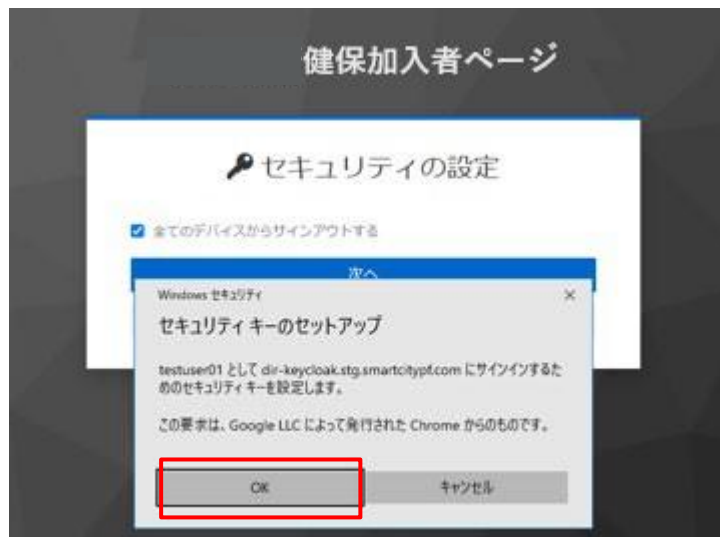 健保加入者ページ
セキュリティの設定
全てのデバイスからサインアウトする
次へ
Windows セキュリティ
セキュリティ キーのセットアップ
testuser01 として dir-keycloak.stg.smartcitypf.com にサインインするた
めのセキュリティ キーを設定します。
この要求は、Google LLC によって発行された Chrome からのものです。
OK
キャンセル